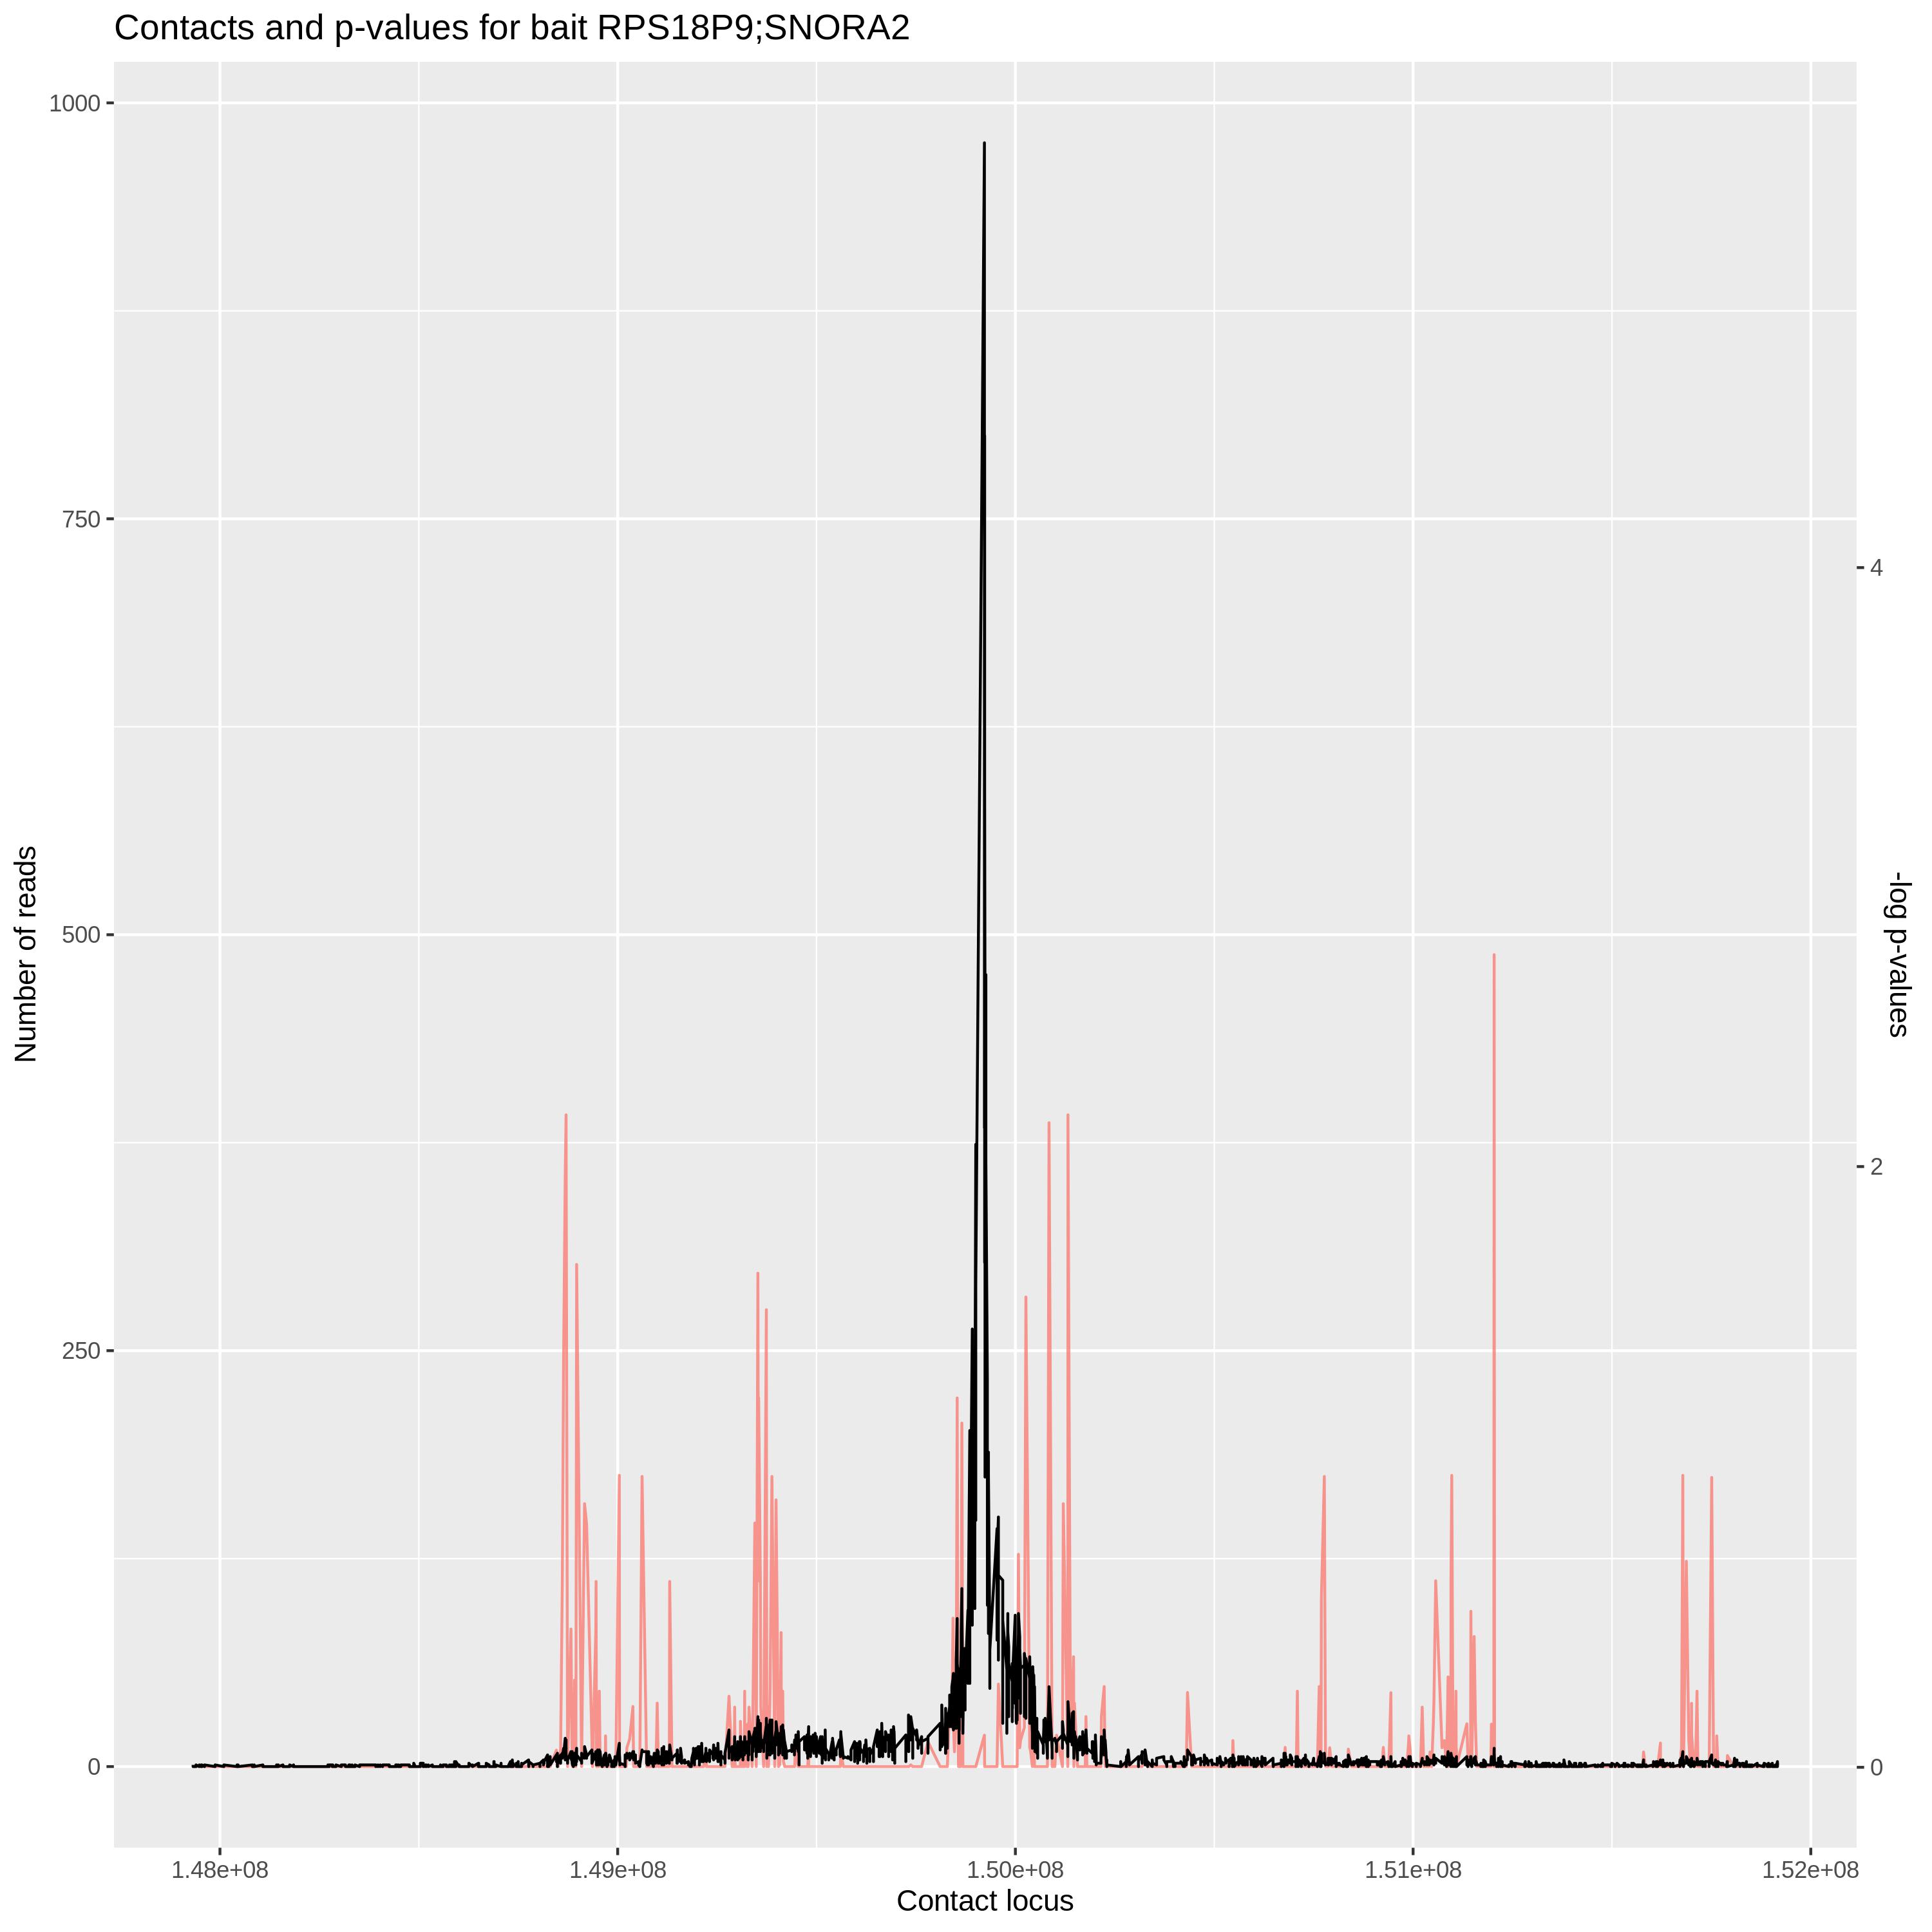 Contacts and p-values for bait RPS18P9;SNORA2
1000
750
500
250
0
Number of reads
4
2
0
-log p-values
1.48e+08 1.49e+08 1.50e+08 1.51e+08 1.52e+08
Contact locus